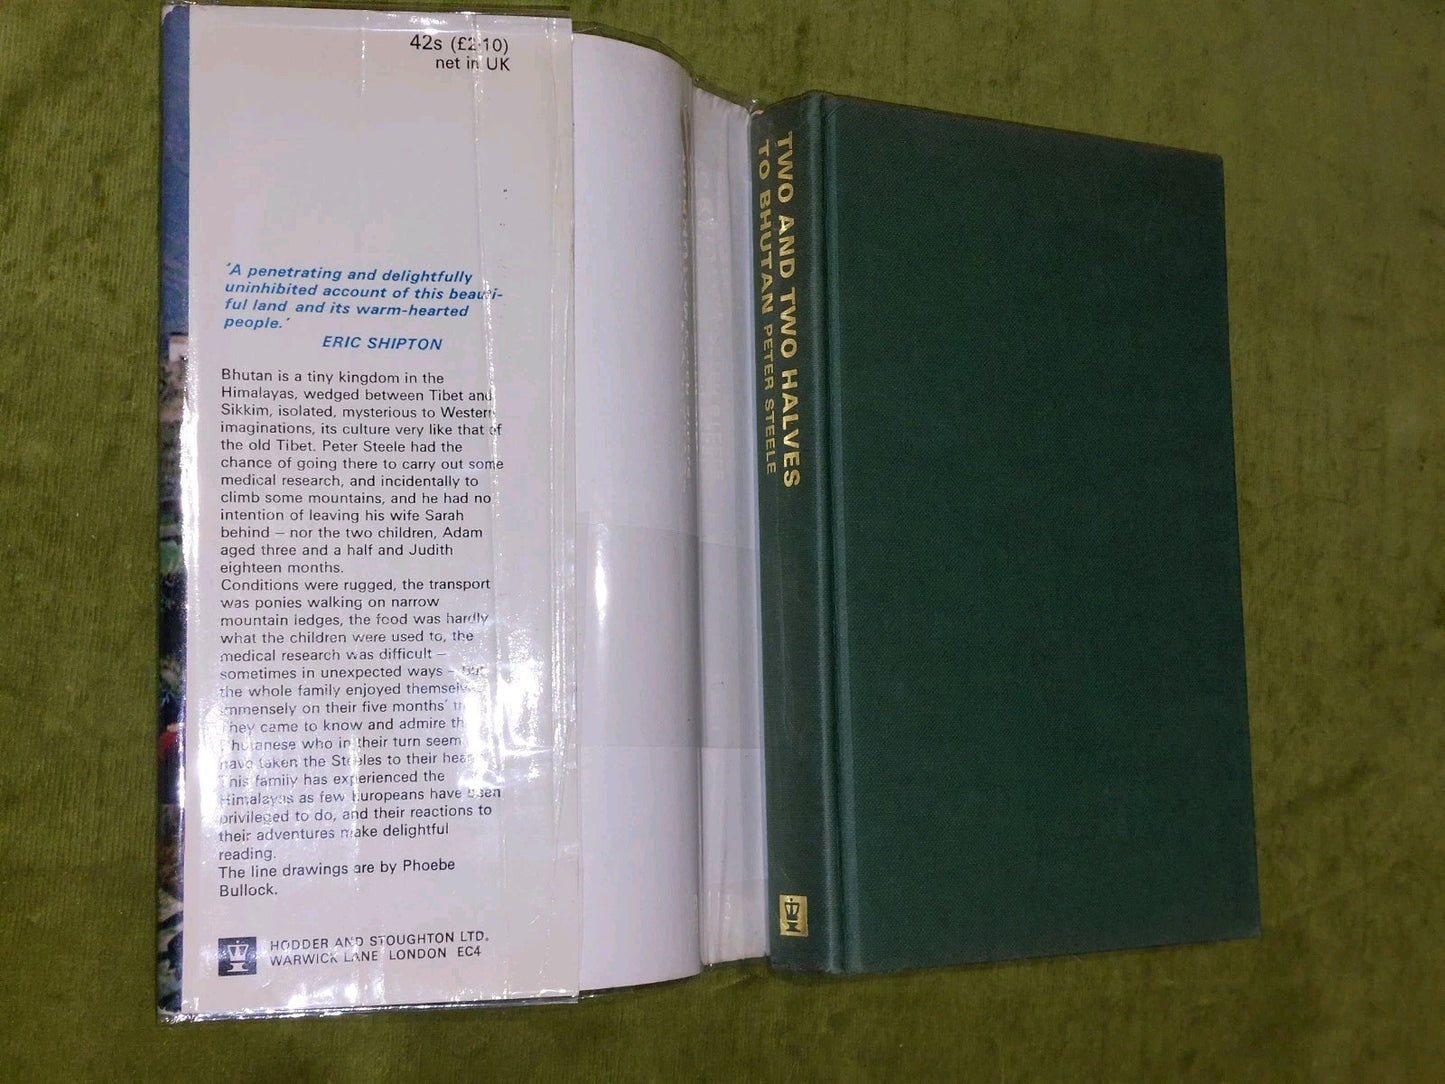 42s (£2·10)
net in UK
'A penetrating and delightfully
uninhibited account of this beauti-
ful land and its warm-hearted
people.'
ERIC SHIPTON
Bhutan is a tiny kingdom in the
Himalayas, wedged between Tibet and
Sikkim, isolated, mysterious to Western
imaginations, its culture very like that of
the old Tibet. Peter Steele had the
chance of going there to carry out some
medical research, and incidentally to
climb some mountains, and he had no
intention of leaving his wife Sarah
behind – nor the two children, Adam
aged three and a half and Judith
eighteen months.
Conditions were rugged, the transport
was ponies walking on narrow
mountain ledges, the food was hardly
what the children were used to, the
medical research was difficult –
sometimes in unexpected ways – but
the whole family enjoyed themselves
immensely on their five months'
They came to know and admire the
Bhutanese who in their turn seem
have taken the Steeles to their
This family has experienced the
Himalayas as few Europeans have been
privileged to do, and their reactions to
their adventures make delightful
reading.
The line drawings are by Phoebe
Bullock.
HODDER AND STOUGHTON LTD.
WARWICK LANE LONDON EC4
TWO AND TWO HALVES
TO BHUTAN PETER STEELE